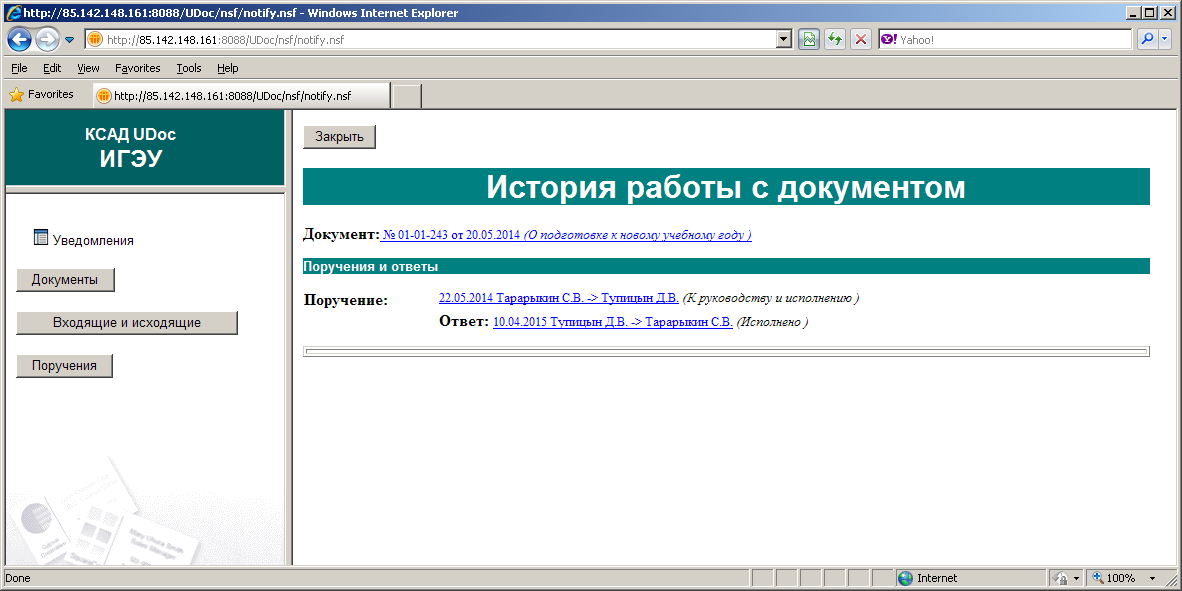 http://85.142.148.161:8088/UDoc/nsf/notify.nsf - Windows Internet Explorer
http://85.142.148.161:8088/UDoc/nsf/notify.nsf
Yahoo!
File Edit View Favorites Tools Help
Favorites http://85.142.148.161:8088/UDoc/nsf/notify.nsf
КСАД UDoc
ИГЭУ
Уведомления
Документы
Входящие и исходящие
Поручения
Закрыть
История работы с документом
Документ: № 01-01-243 от 20.05.2014 (О подготовке к новому учебному году )
Поручения и ответы
Поручение: 22.05.2014 Тарарыкин С.В. -> Тупицын Д.В. (К руководству и исполнению )
Ответ: 10.04.2015 Тупицын Д.В. -> Тарарыкин С.В. (Исполнено )
Done Internet 100%